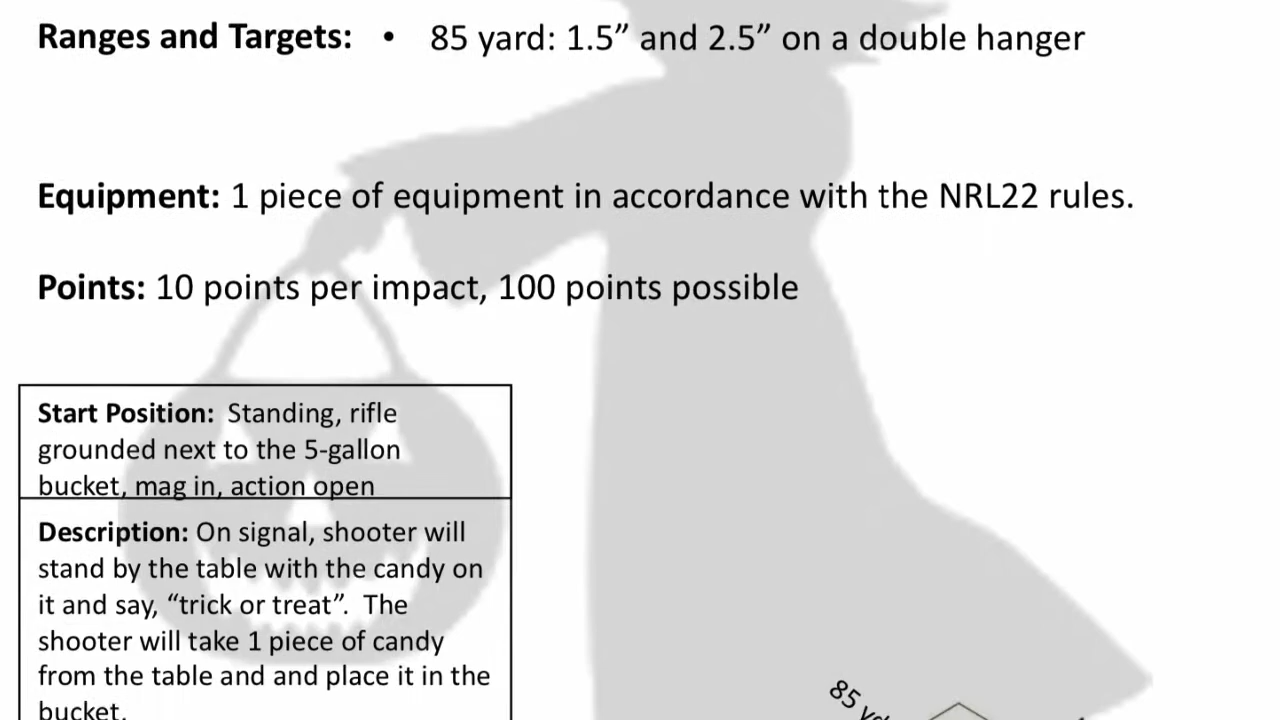 Ranges and Targets: • 85 yard: 1.5” and 2.5” on a double hanger
Equipment: 1 piece of equipment in accordance with the NRL22 rules.
Points: 10 points per impact, 100 points possible
Start Position: Standing, rifle
grounded next to the 5-gallon
bucket, mag in, action open
Description: On signal, shooter will
stand by the table with the candy on
it and say, “trick or treat”. The
shooter will take 1 piece of candy
from the table and and place it in the
bucket.
85 yd